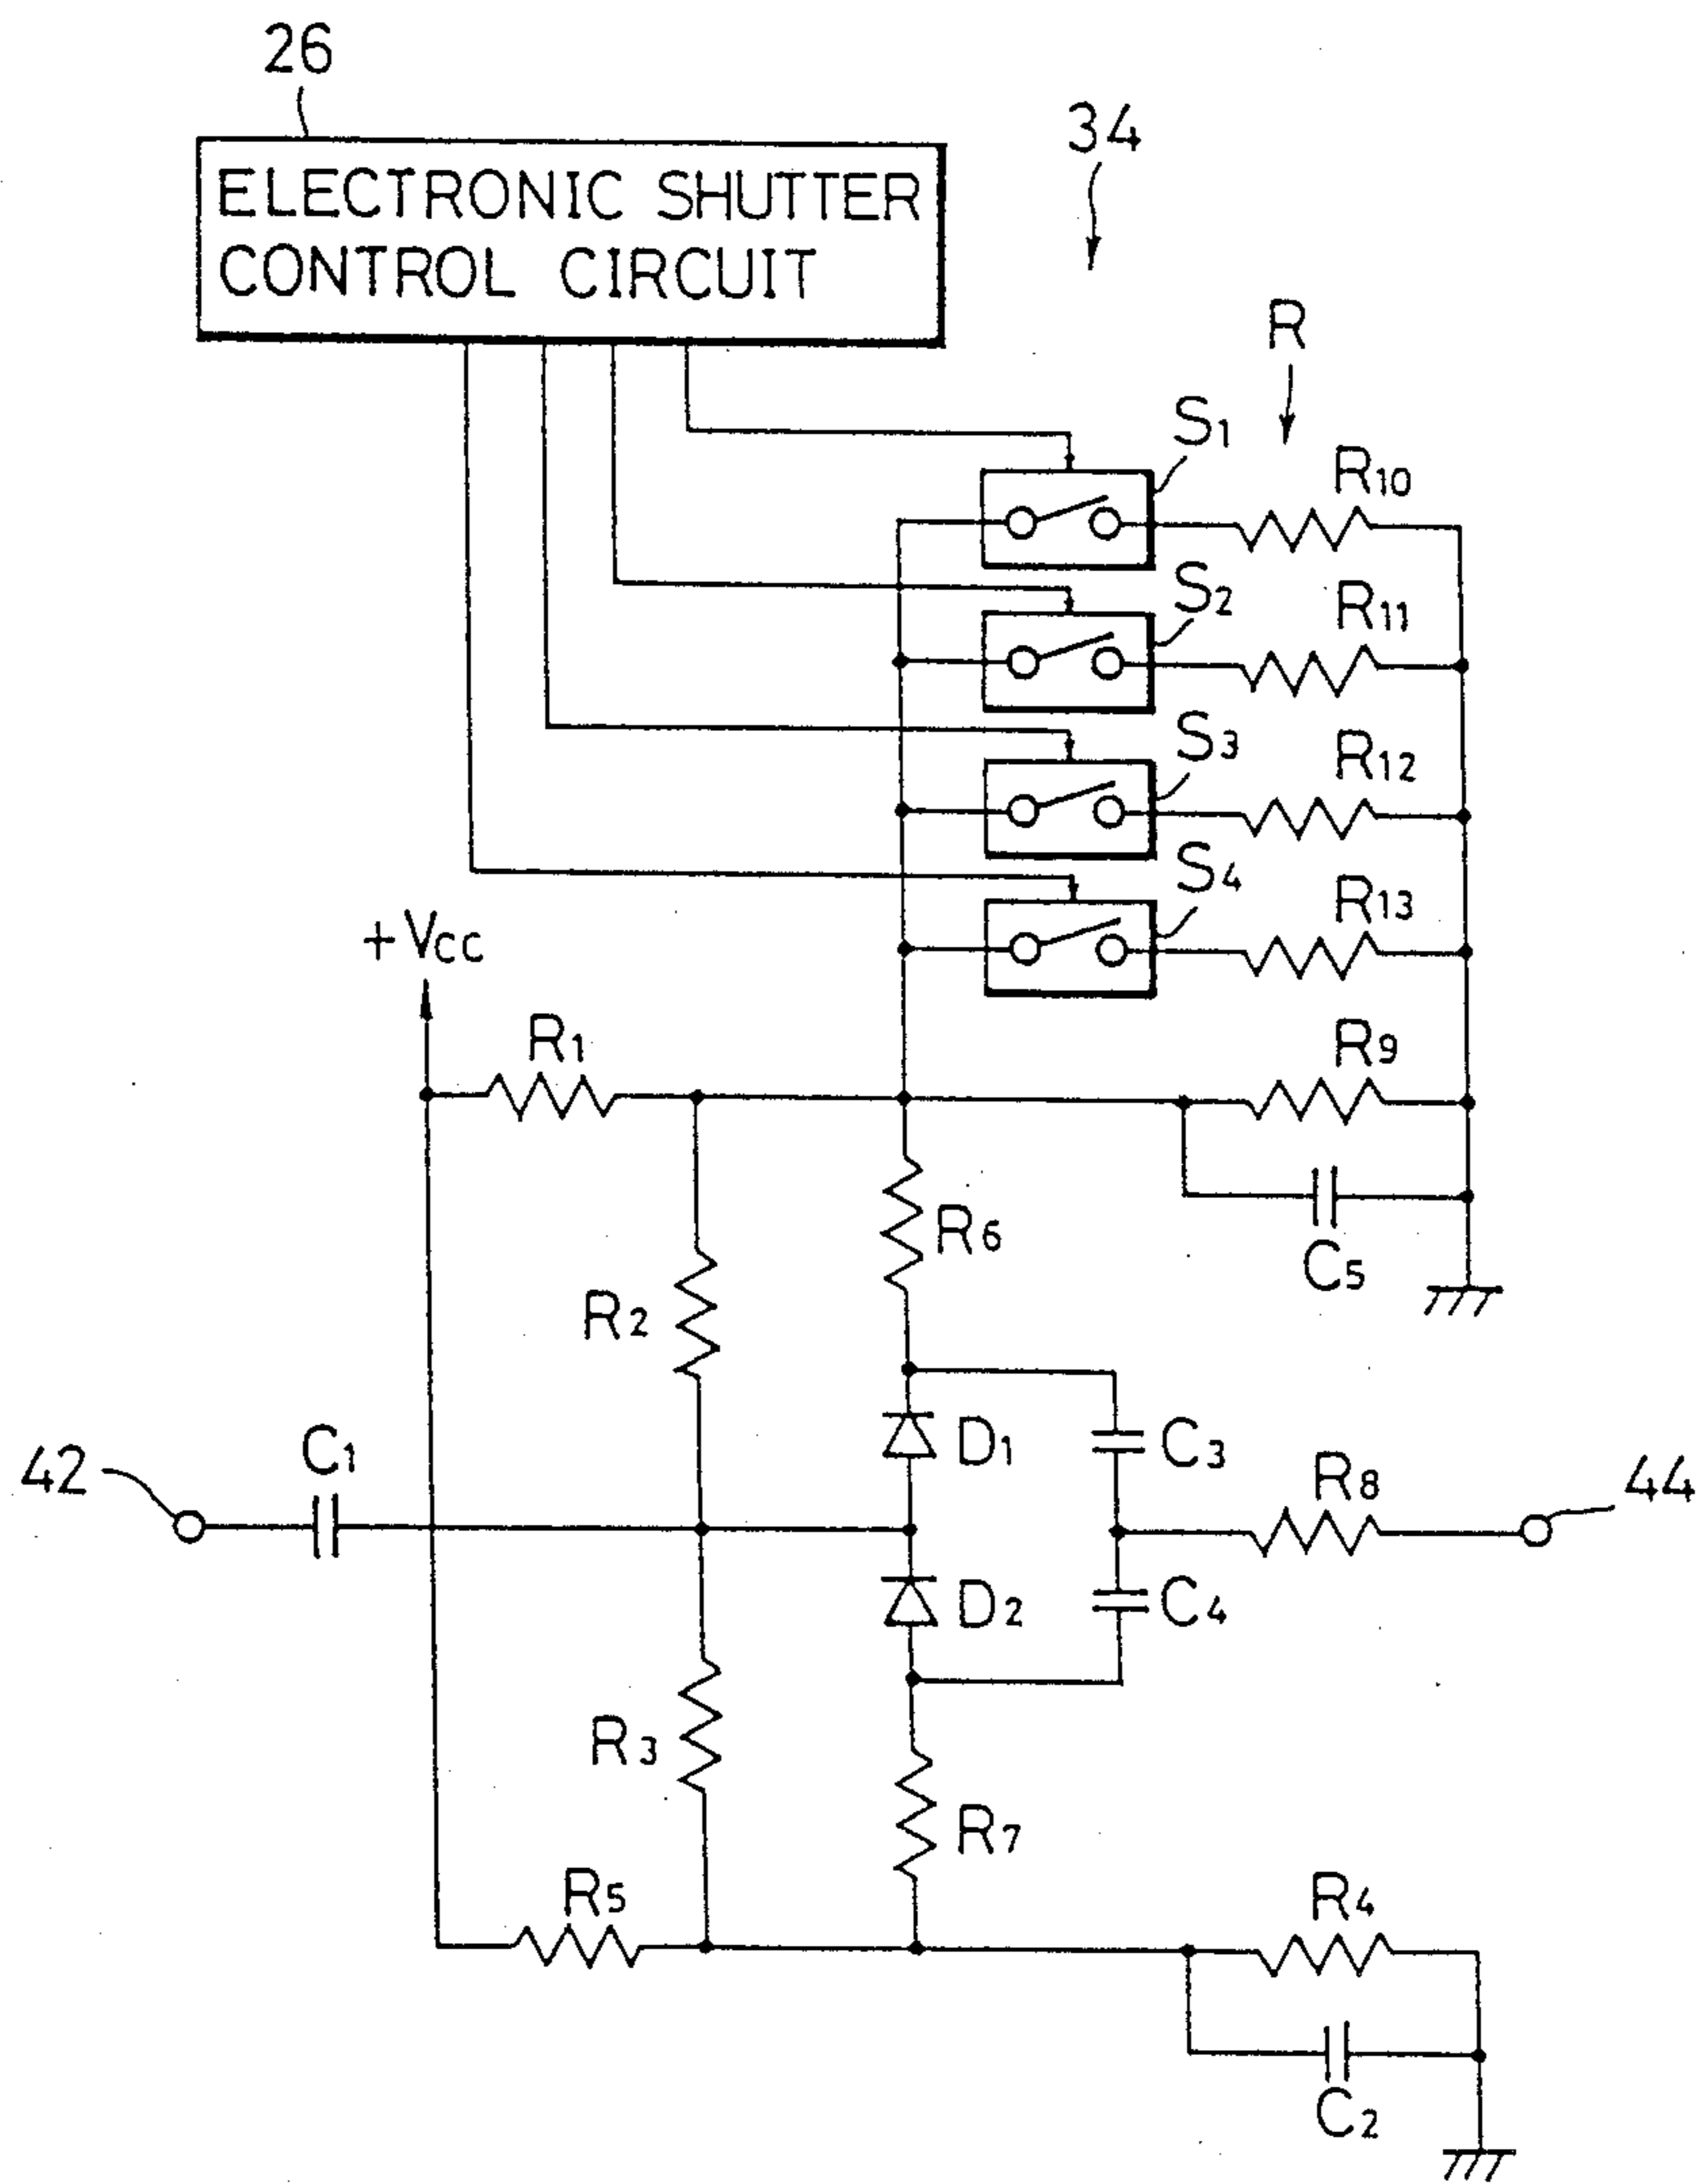 26
34
ELECTRONIC SHUTTER
CONTROL CIRCUIT
R
S1
R10
S2
R11
S3
R12
S4
R13
+VCC
R1
R9
R6
C5
R2
D1
C3
42
C1
R8
44
D2
C4
R3
R7
R5
R4
C2